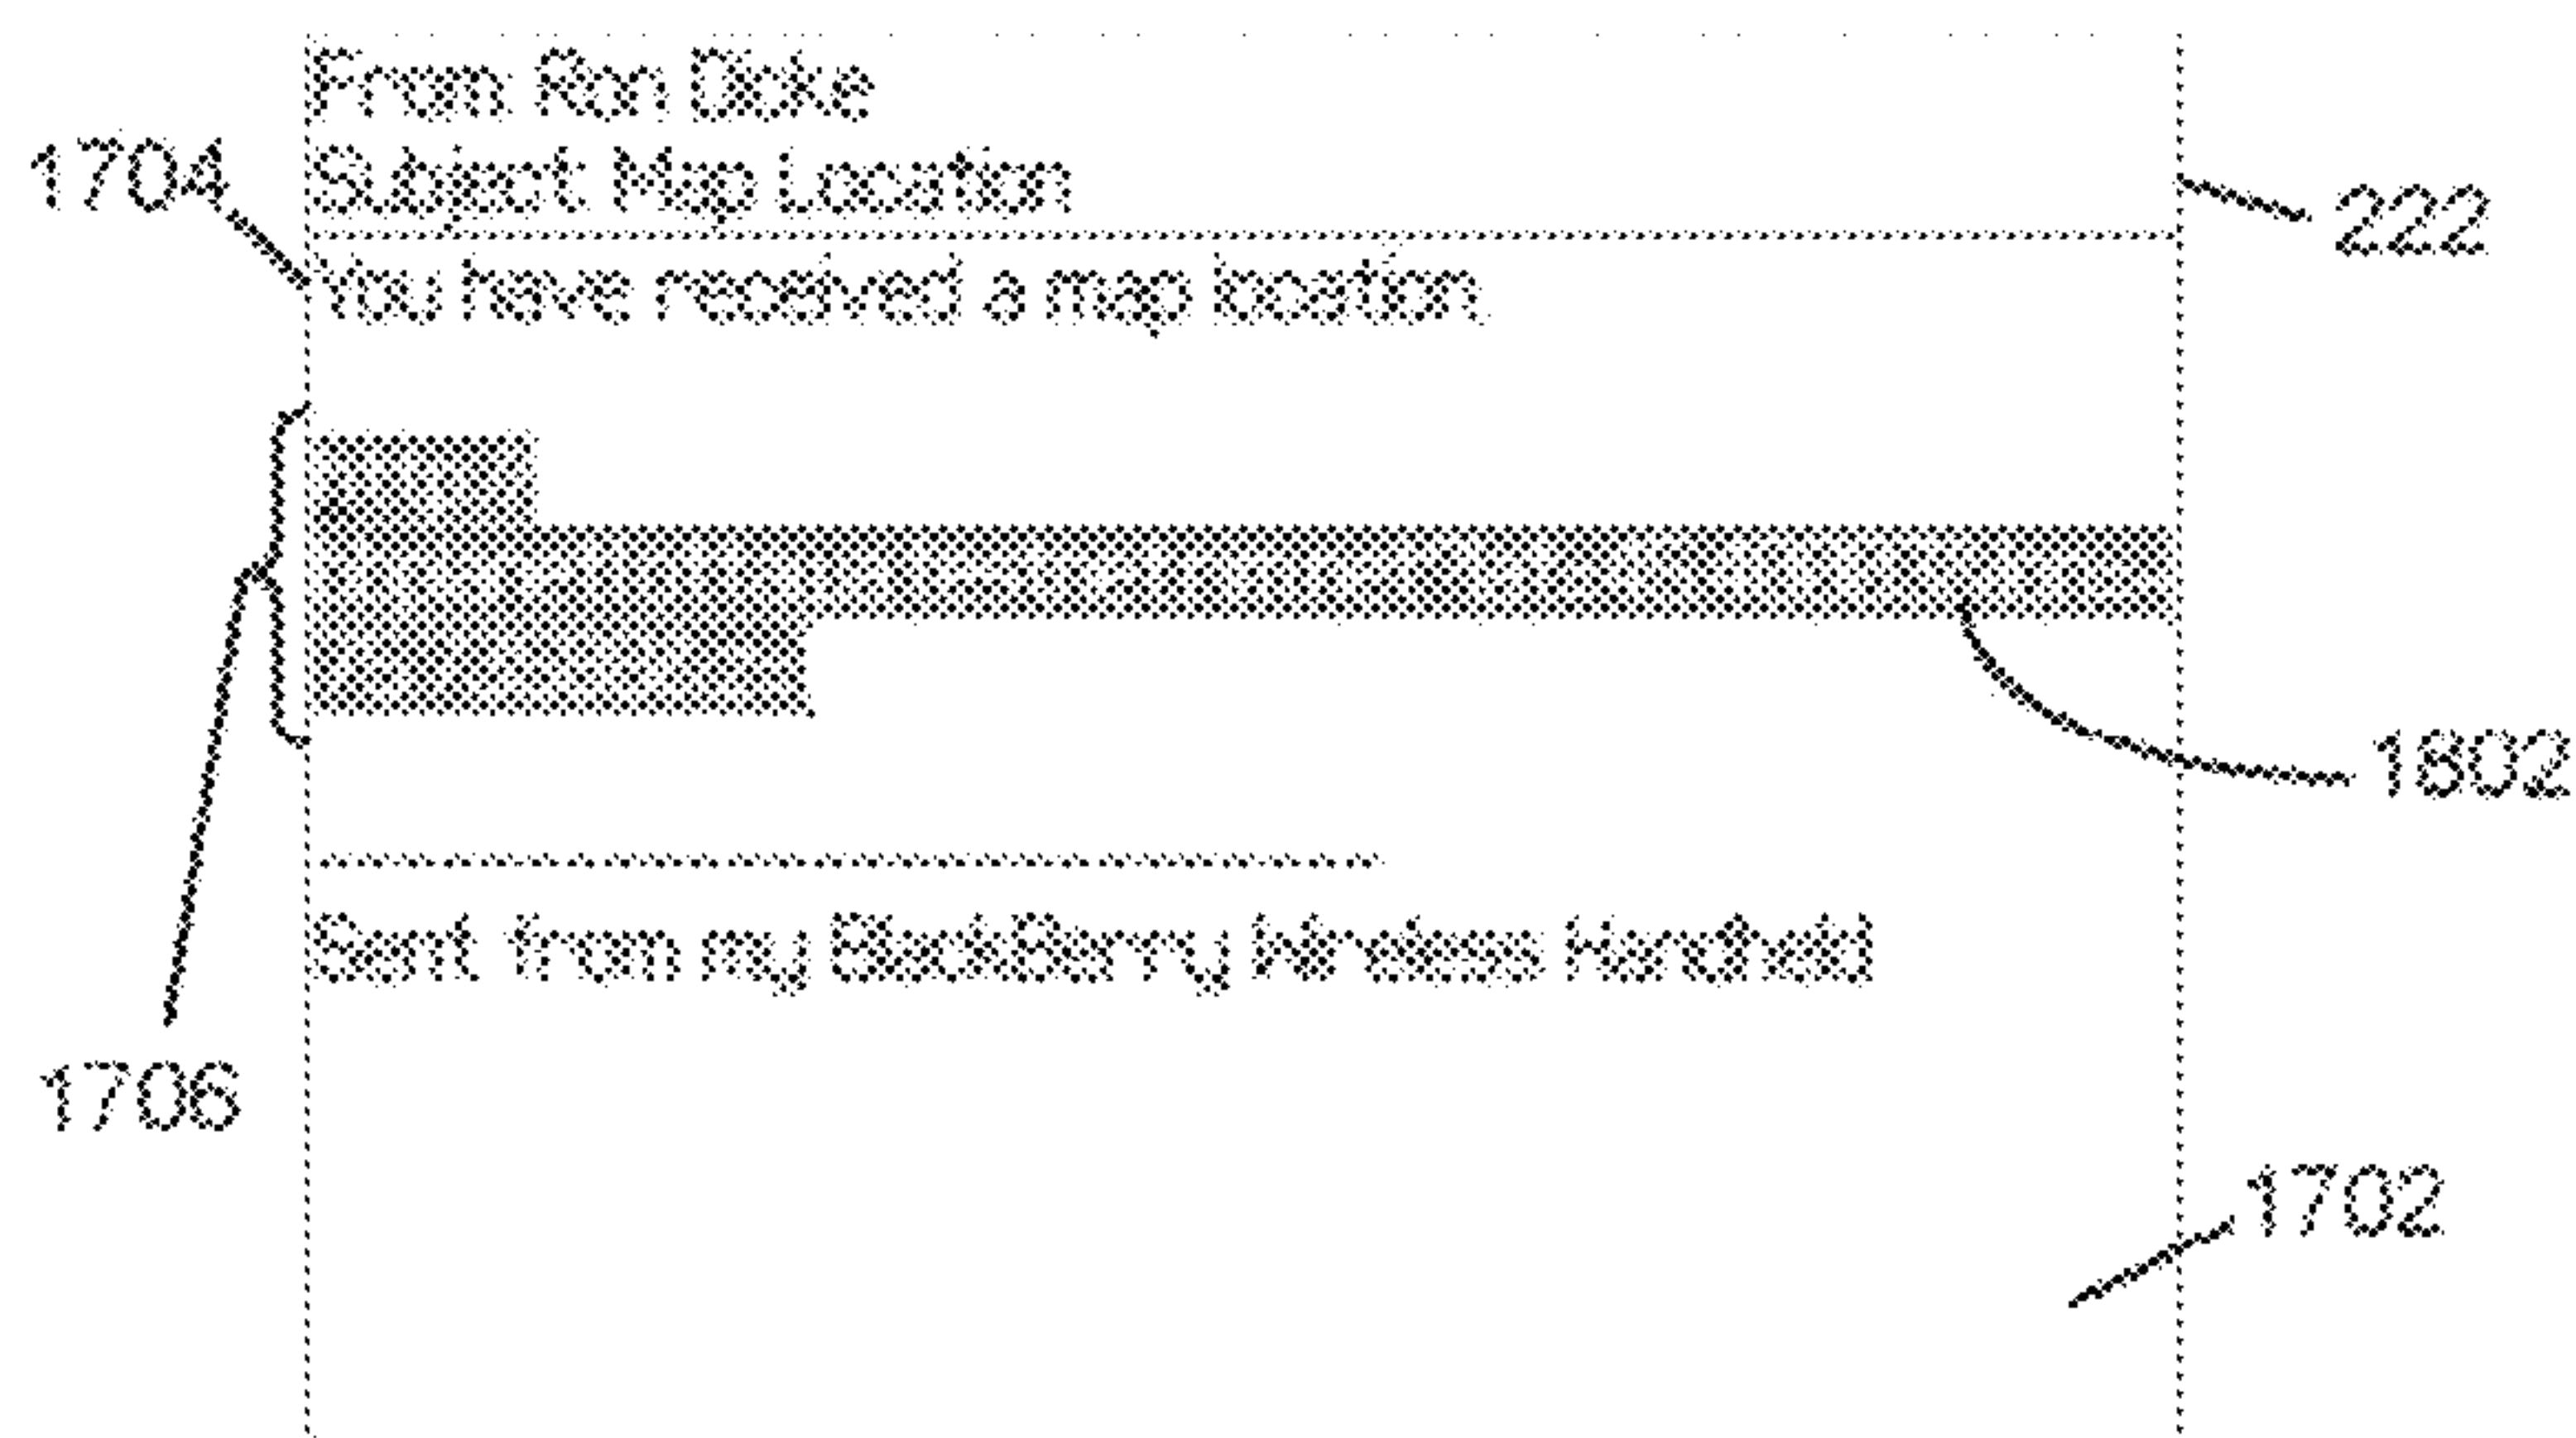 From Ron Dicke
1704
Subject Map Location
222
You have received a map location
1802
Sent from my BlackBerry Wireless Handheld
1706
1702